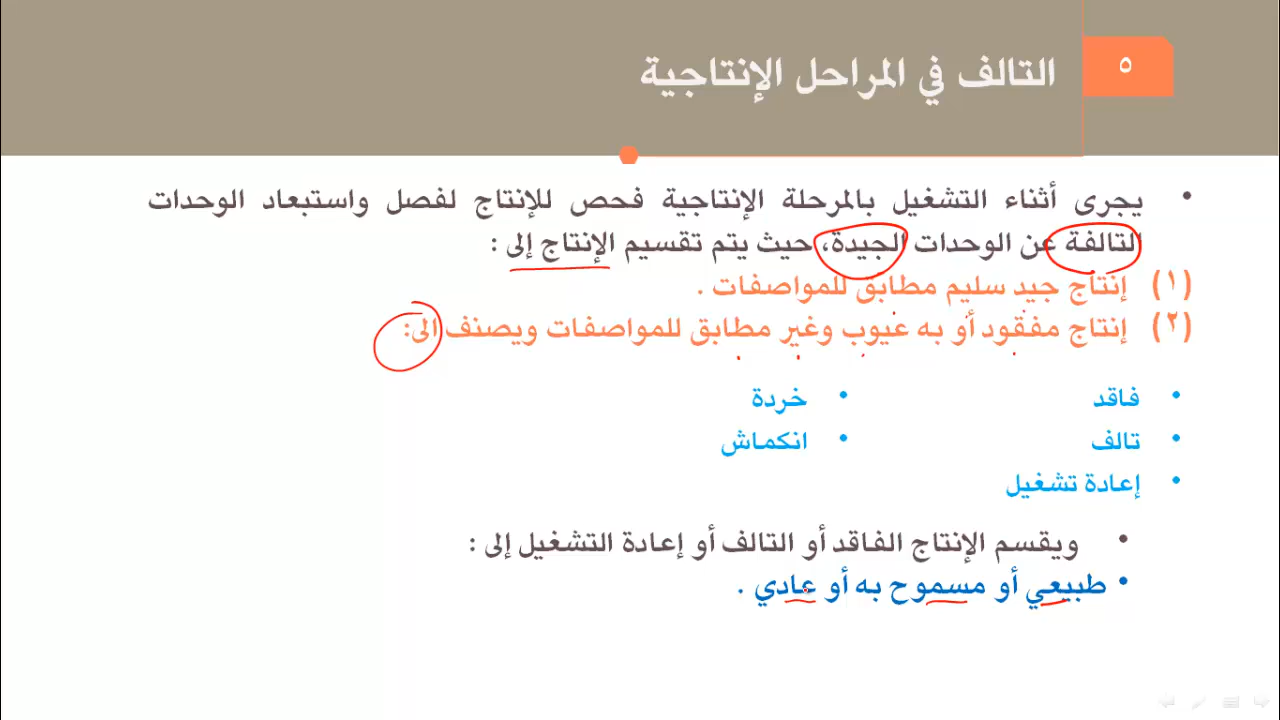 ٥
التالف في المراحل الإنتاجية
• يجرى أثناء التشغيل بالمرحلة الإنتاجية فحص للإنتاج لفصل واستبعاد الوحدات
التالفة عن الوحدات الجيدة، حيث يتم تقسيم الإنتاج إلى :
(١) إنتاج جيد سليم مطابق للمواصفات .
(٢) إنتاج مفقود أو به عيوب وغير مطابق للمواصفات ويصنف الى:
• فاقد
• تالف
• إعادة تشغيل
• خردة
• انكماش
• ويقسم الإنتاج الفاقد أو التالف أو إعادة التشغيل إلى :
• طبيعي أو مسموح به أو عادي .